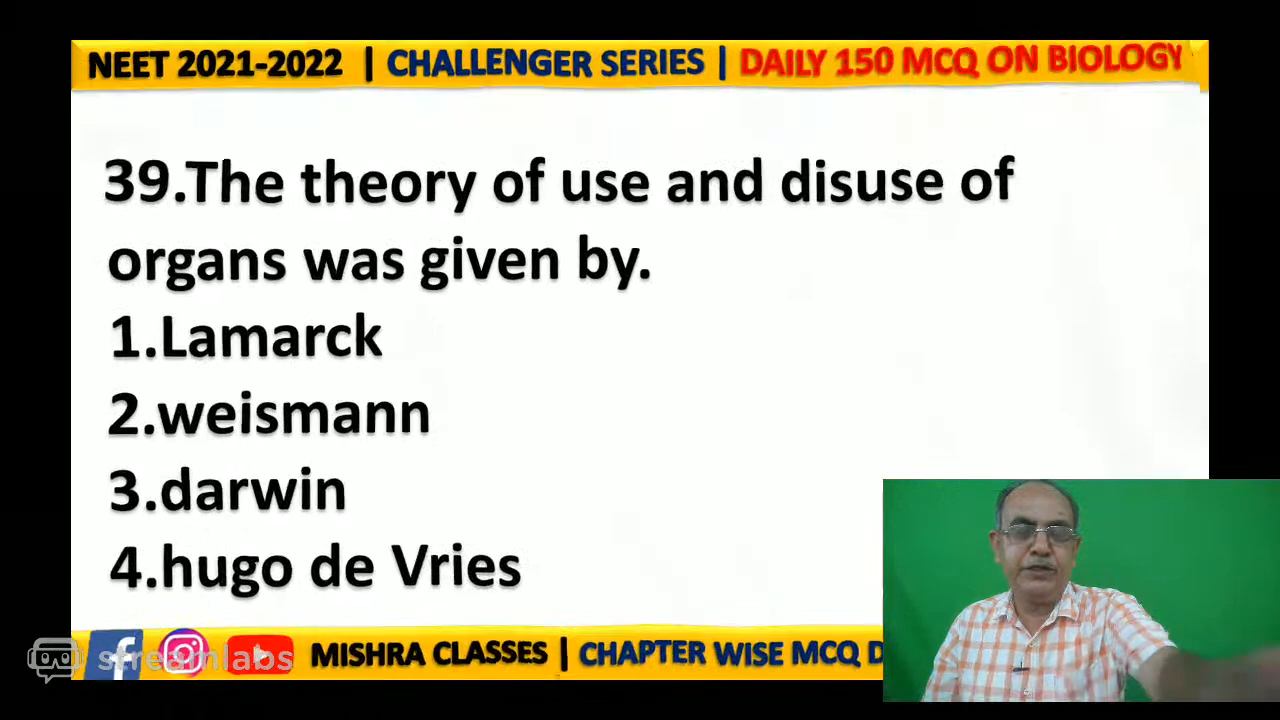 NEET 2021-2022 | CHALLENGER SERIES | DAILY 150 MCQ ON BIOLOGY
39.The theory of use and disuse of
organs was given by.
1.Lamarck
2.weismann
3.darwin
4.hugo de Vries
streamlabs
MISHRA CLASSES | CHAPTER WISE MCQ D